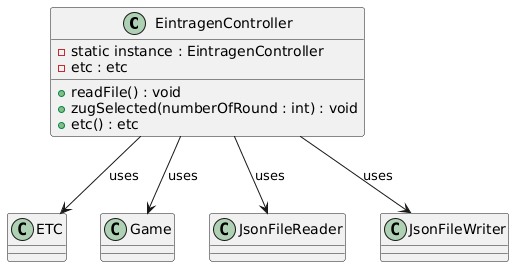 C EintragenController
static instance : EintragenController
etc : etc
readFile() : void
zugSelected(numberOfRound : int) : void
etc() : etc
uses uses uses uses
C ETC
C Game
C JsonFileReader
C JsonFileWriter